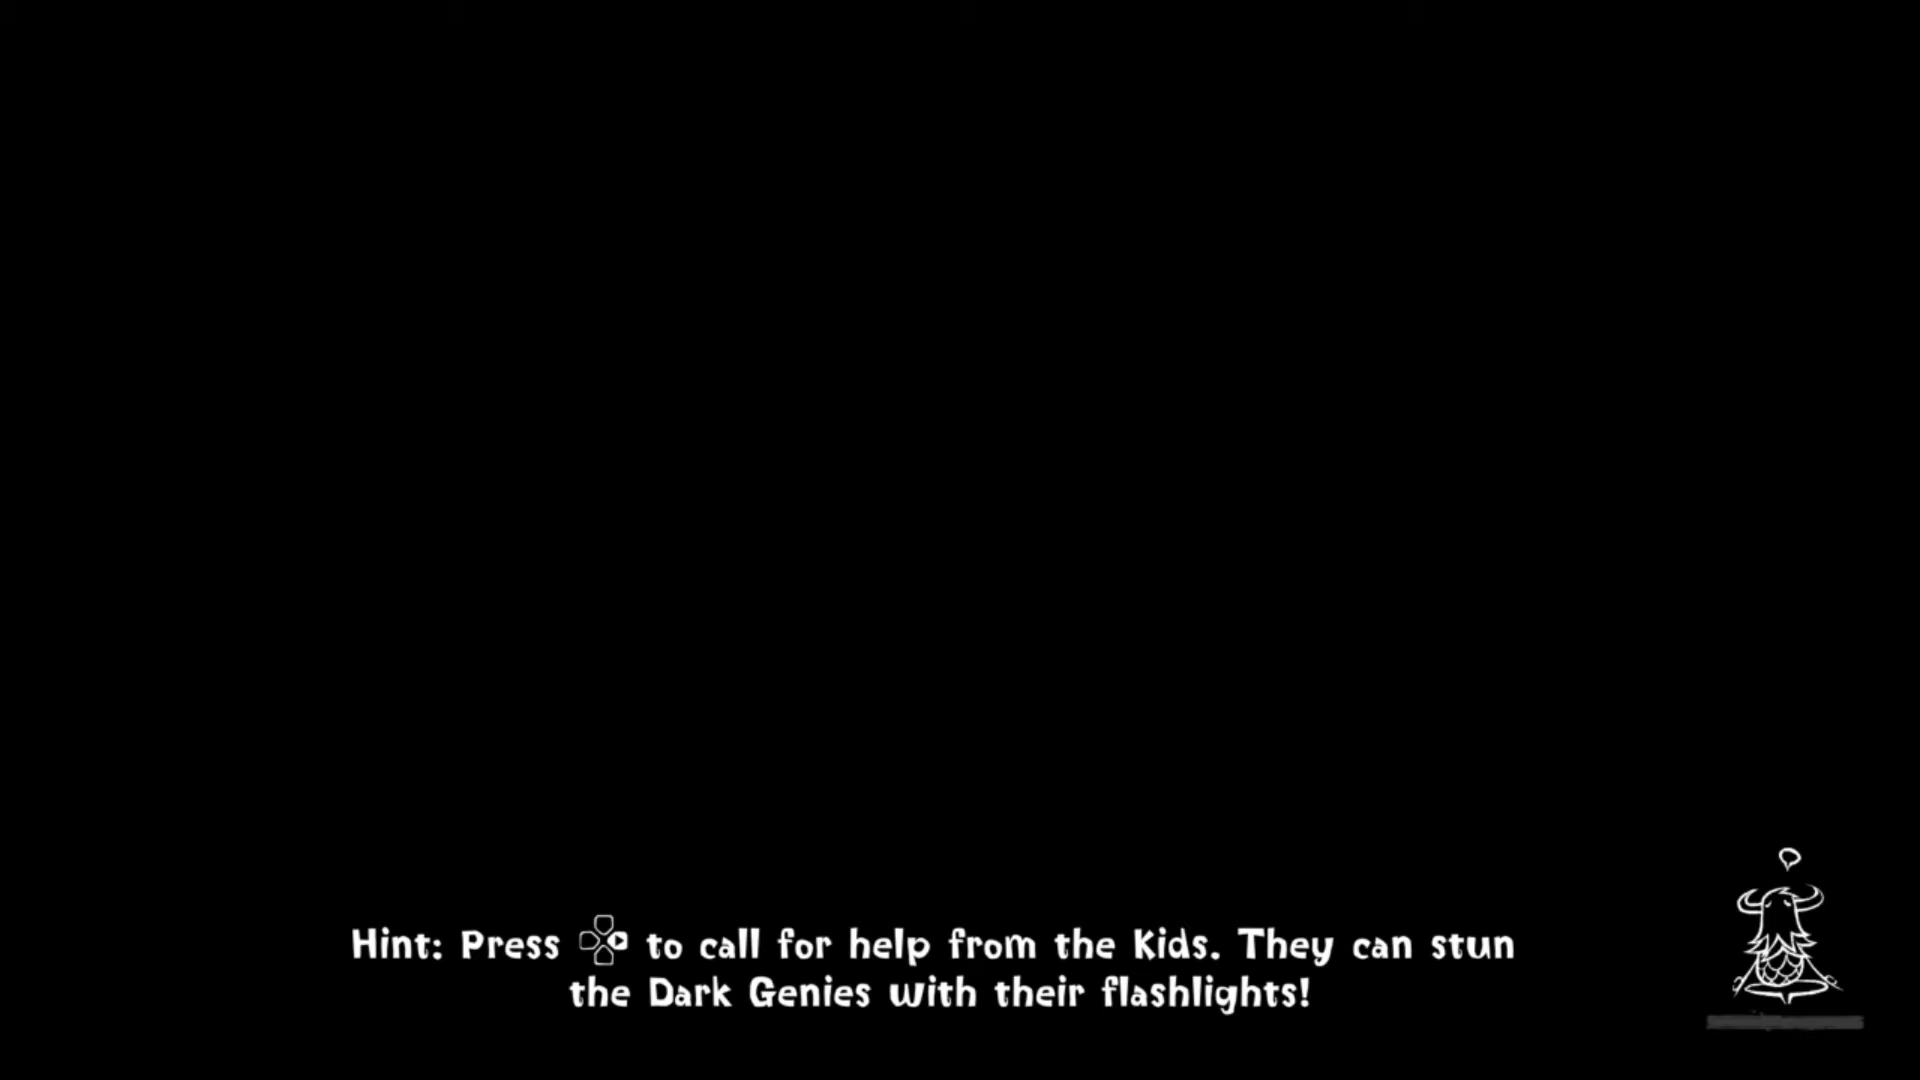 Hint: Press to call for help from the Kids. They can stun
the Dark Genies with their flashlights!